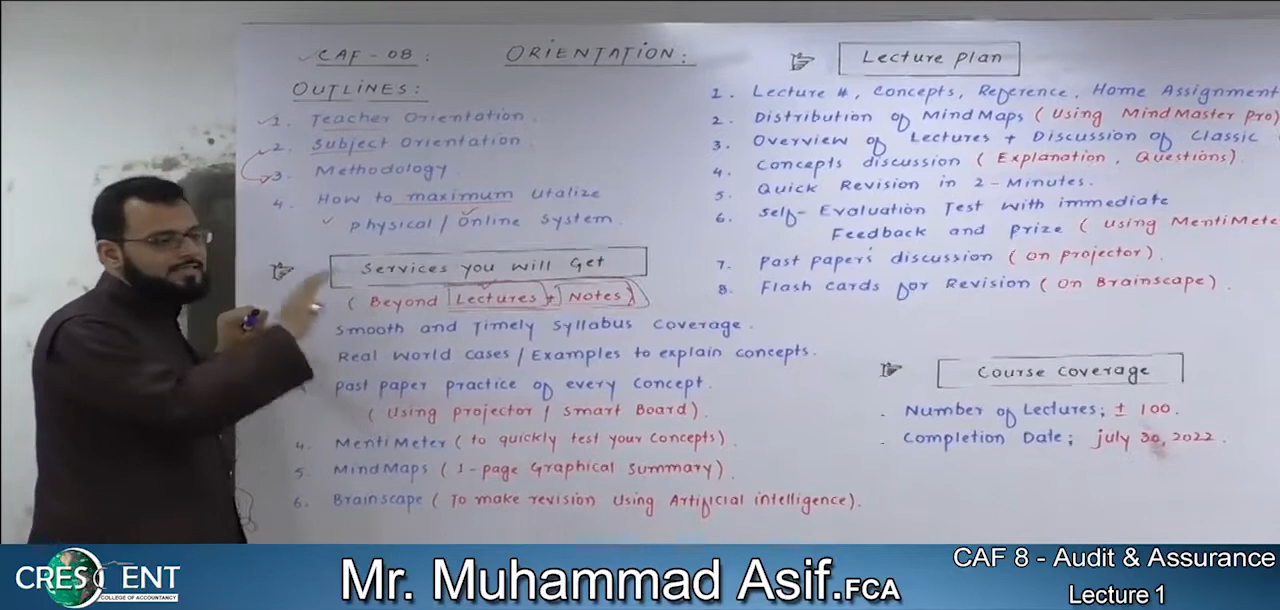 CAF - 08 :
ORIENTATION :
OUTLINES :
1. Teacher Orientation.
2. Subject Orientation.
3. Methodology.
4. How to maximum utalize
physical / Online System.
Services you will Get
( Beyond Lectures + Notes )
Smooth and Timely Syllabus Coverage.
Real World Cases / Examples to explain concepts.
Past paper practice of every Concept.
( Using projector / Smart Board ).
4. MentiMeter ( to quickly test your Concepts ).
5. MindMaps ( 1-page Graphical Summary ).
6. Brainscape ( To make revision Using Artificial intelligence ).
Lecture plan
1. Lecture #, Concepts, Reference, Home Assignment
2. Distribution of MindMaps ( Using MindMaster Pro )
3. Overview of Lectures + Discussion of Classic
4. Concepts discussion ( Explanation, Questions ).
5. Quick Revision in 2-Minutes.
6. Self-Evaluation Test with immediate
Feedback and prize ( using MentiMete
7. Past paper's discussion ( on projector ).
8. Flash cards for Revision ( On Brainscape ).
Course coverage
. Number of Lectures; ± 100.
. Completion Date; july 30, 2022.
CRESCENT
COLLEGE OF ACCOUNTANCY
Mr. Muhammad Asif.FCA
CAF 8 - Audit & Assurance
Lecture 1